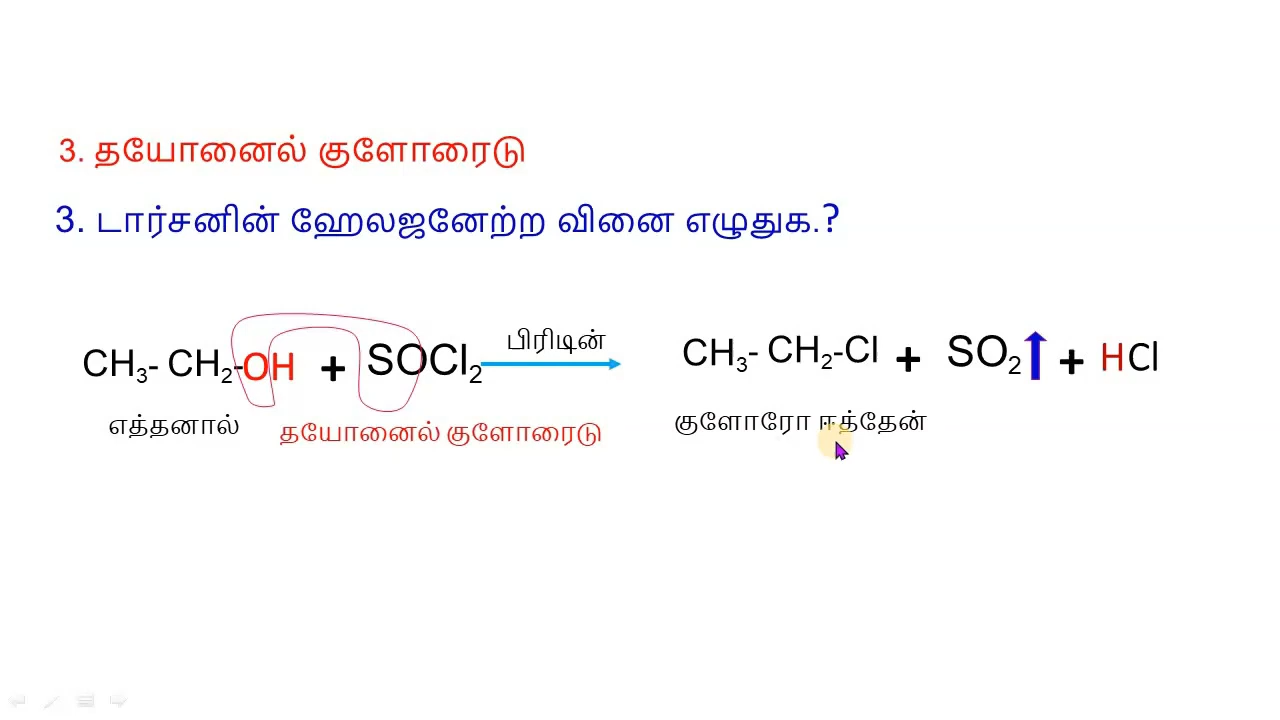 3. தயோனைல் குளோரைடு
3. டார்சனின் ஹேலஜனேற்ற வினை எழுதுக.?
CH₃- CH₂-OH + SOCl₂ பிரிடின் CH₃- CH₂-Cl + SO₂ + HCl
எத்தனால் தயோனைல் குளோரைடு குளோரோ ஈத்தேன்